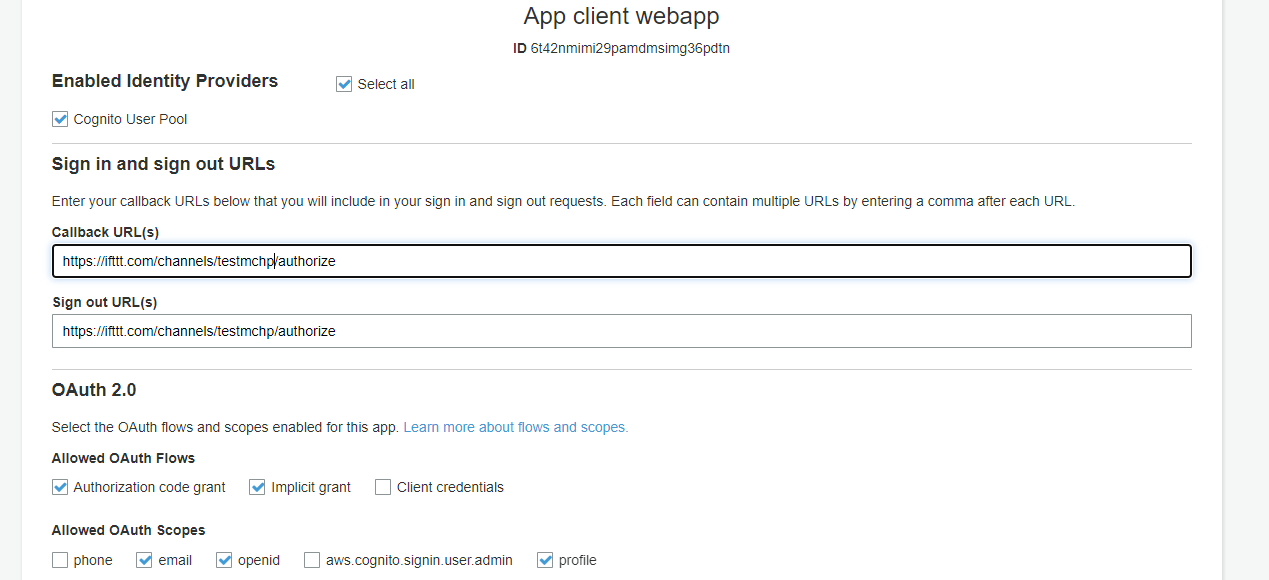 App client webapp
ID 6t42nmimi29pamdmsimg36pdtn
Enabled Identity Providers Select all
Cognito User Pool
Sign in and sign out URLs
Enter your callback URLs below that you will include in your sign in and sign out requests. Each field can contain multiple URLs by entering a comma after each URL.
Callback URL(s)
https://ifttt.com/channels/testmchp/authorize
Sign out URL(s)
https://ifttt.com/channels/testmchp/authorize
OAuth 2.0
Select the OAuth flows and scopes enabled for this app. Learn more about flows and scopes.
Allowed OAuth Flows
Authorization code grant Implicit grant Client credentials
Allowed OAuth Scopes
phone email openid aws.cognito.signin.user.admin profile